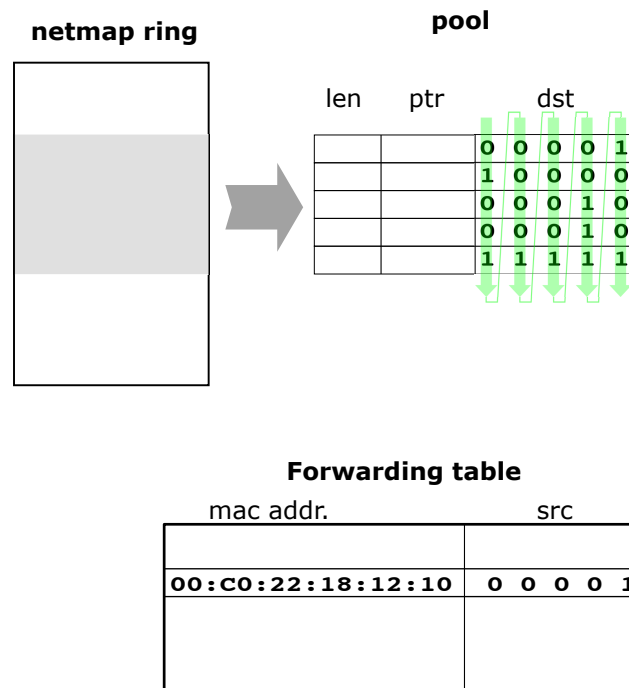 netmap ring
pool
len ptr dst
0 0 0 0 1
1 0 0 0 0
0 0 0 1 0
0 0 0 1 0
1 1 1 1 1
Forwarding table
mac addr. src
00:C0:22:18:12:10 0 0 0 0 1